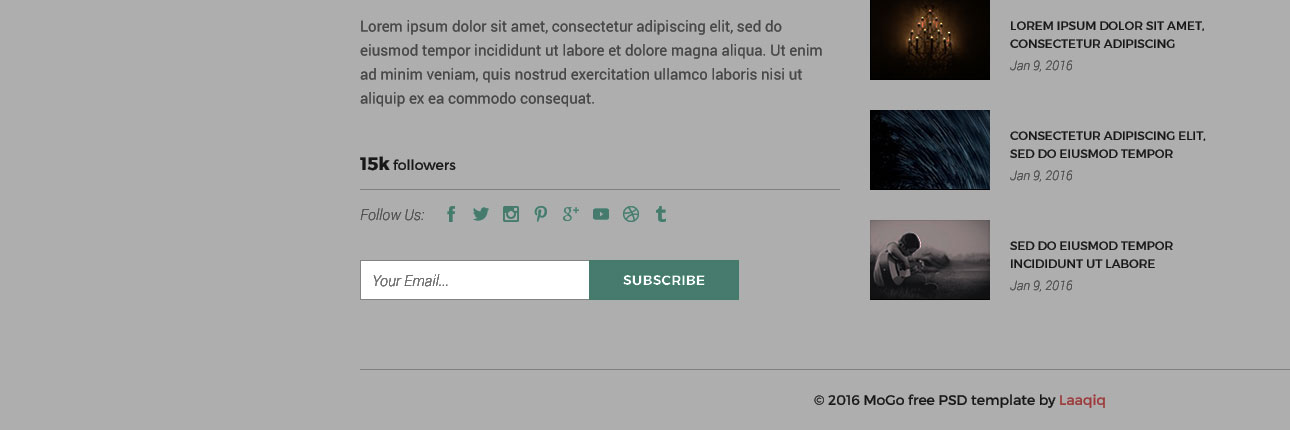 Lorem ipsum dolor sit amet, consectetur adipiscing elit, sed do
eiusmod tempor incididunt ut labore et dolore magna aliqua. Ut enim
ad minim veniam, quis nostrud exercitation ullamco laboris nisi ut
aliquip ex ea commodo consequat.
15k followers
Follow Us:
Your Email...
SUBSCRIBE
LOREM IPSUM DOLOR SIT AMET,
CONSECTETUR ADIPISCING
Jan 9, 2016
CONSECTETUR ADIPISCING ELIT,
SED DO EIUSMOD TEMPOR
Jan 9, 2016
SED DO EIUSMOD TEMPOR
INCIDIDUNT UT LABORE
Jan 9, 2016
© 2016 MoGo free PSD template by Laaqiq